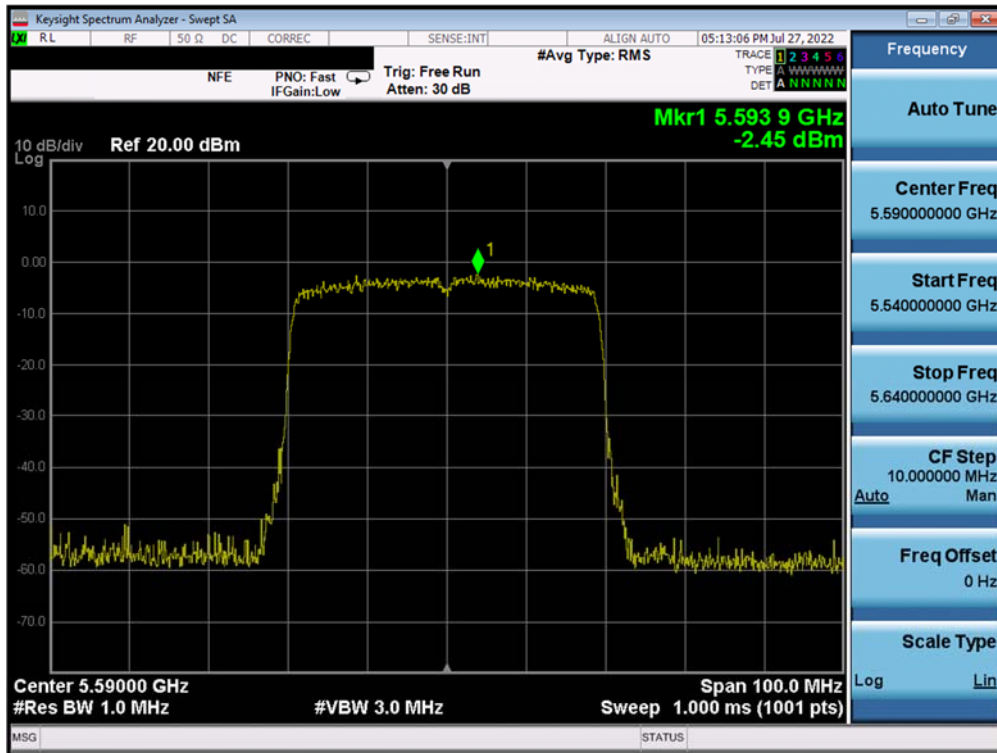 Keysight Spectrum Analyzer - Swept SA
LXI RL RF 50 Ω DC CORREC SENSE:INT ALIGN AUTO 05:13:06 PM Jul 27, 2022
#Avg Type: RMS
TRACE 1 2 3 4 5 6
TYPE A WWWWW
DET A N N N N N
NFE
PNO: Fast
IFGain:Low
Trig: Free Run
Atten: 30 dB
Mkr1 5.593 9 GHz
-2.45 dBm
10 dB/div
Log
Ref 20.00 dBm
1
10.0
0.00
-10.0
-20.0
-30.0
-40.0
-50.0
-60.0
-70.0
Center 5.59000 GHz
Span 100.0 MHz
#Res BW 1.0 MHz
#VBW 3.0 MHz
Sweep 1.000 ms (1001 pts)
MSG
STATUS
Frequency
Auto Tune
Center Freq
5.590000000 GHz
Start Freq
5.540000000 GHz
Stop Freq
5.640000000 GHz
CF Step
10.000000 MHz
Auto Man
Freq Offset
0 Hz
Scale Type
Log Lin